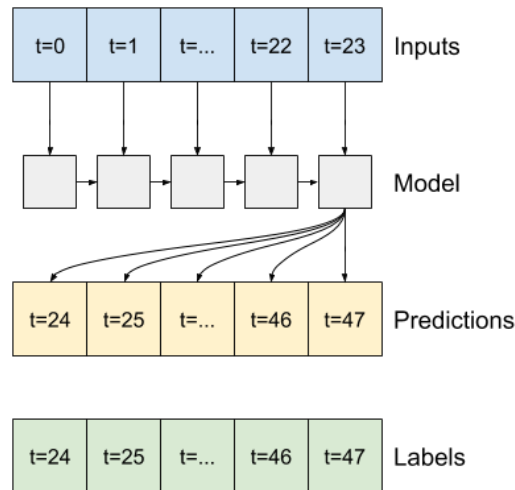 t=0 t=1 t=... t=22 t=23 Inputs
Model
t=24 t=25 t=... t=46 t=47 Predictions
t=24 t=25 t=... t=46 t=47 Labels